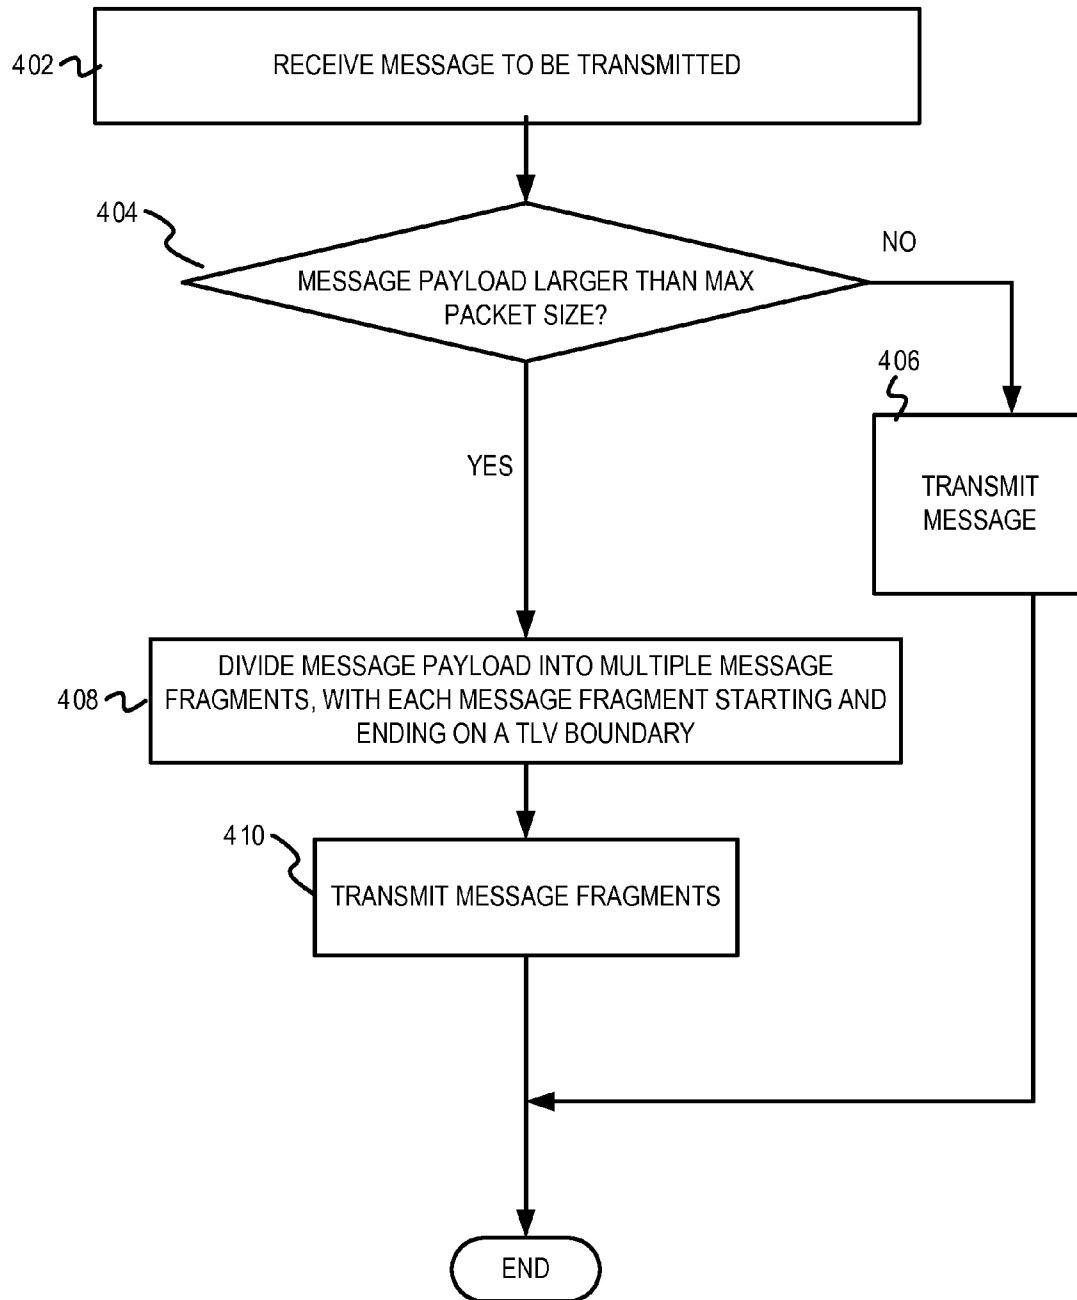 402
RECEIVE MESSAGE TO BE TRANSMITTED
404
MESSAGE PAYLOAD LARGER THAN MAX
PACKET SIZE?
NO
406
TRANSMIT
MESSAGE
YES
408
DIVIDE MESSAGE PAYLOAD INTO MULTIPLE MESSAGE
FRAGMENTS, WITH EACH MESSAGE FRAGMENT STARTING AND
ENDING ON A TLV BOUNDARY
410
TRANSMIT MESSAGE FRAGMENTS
END